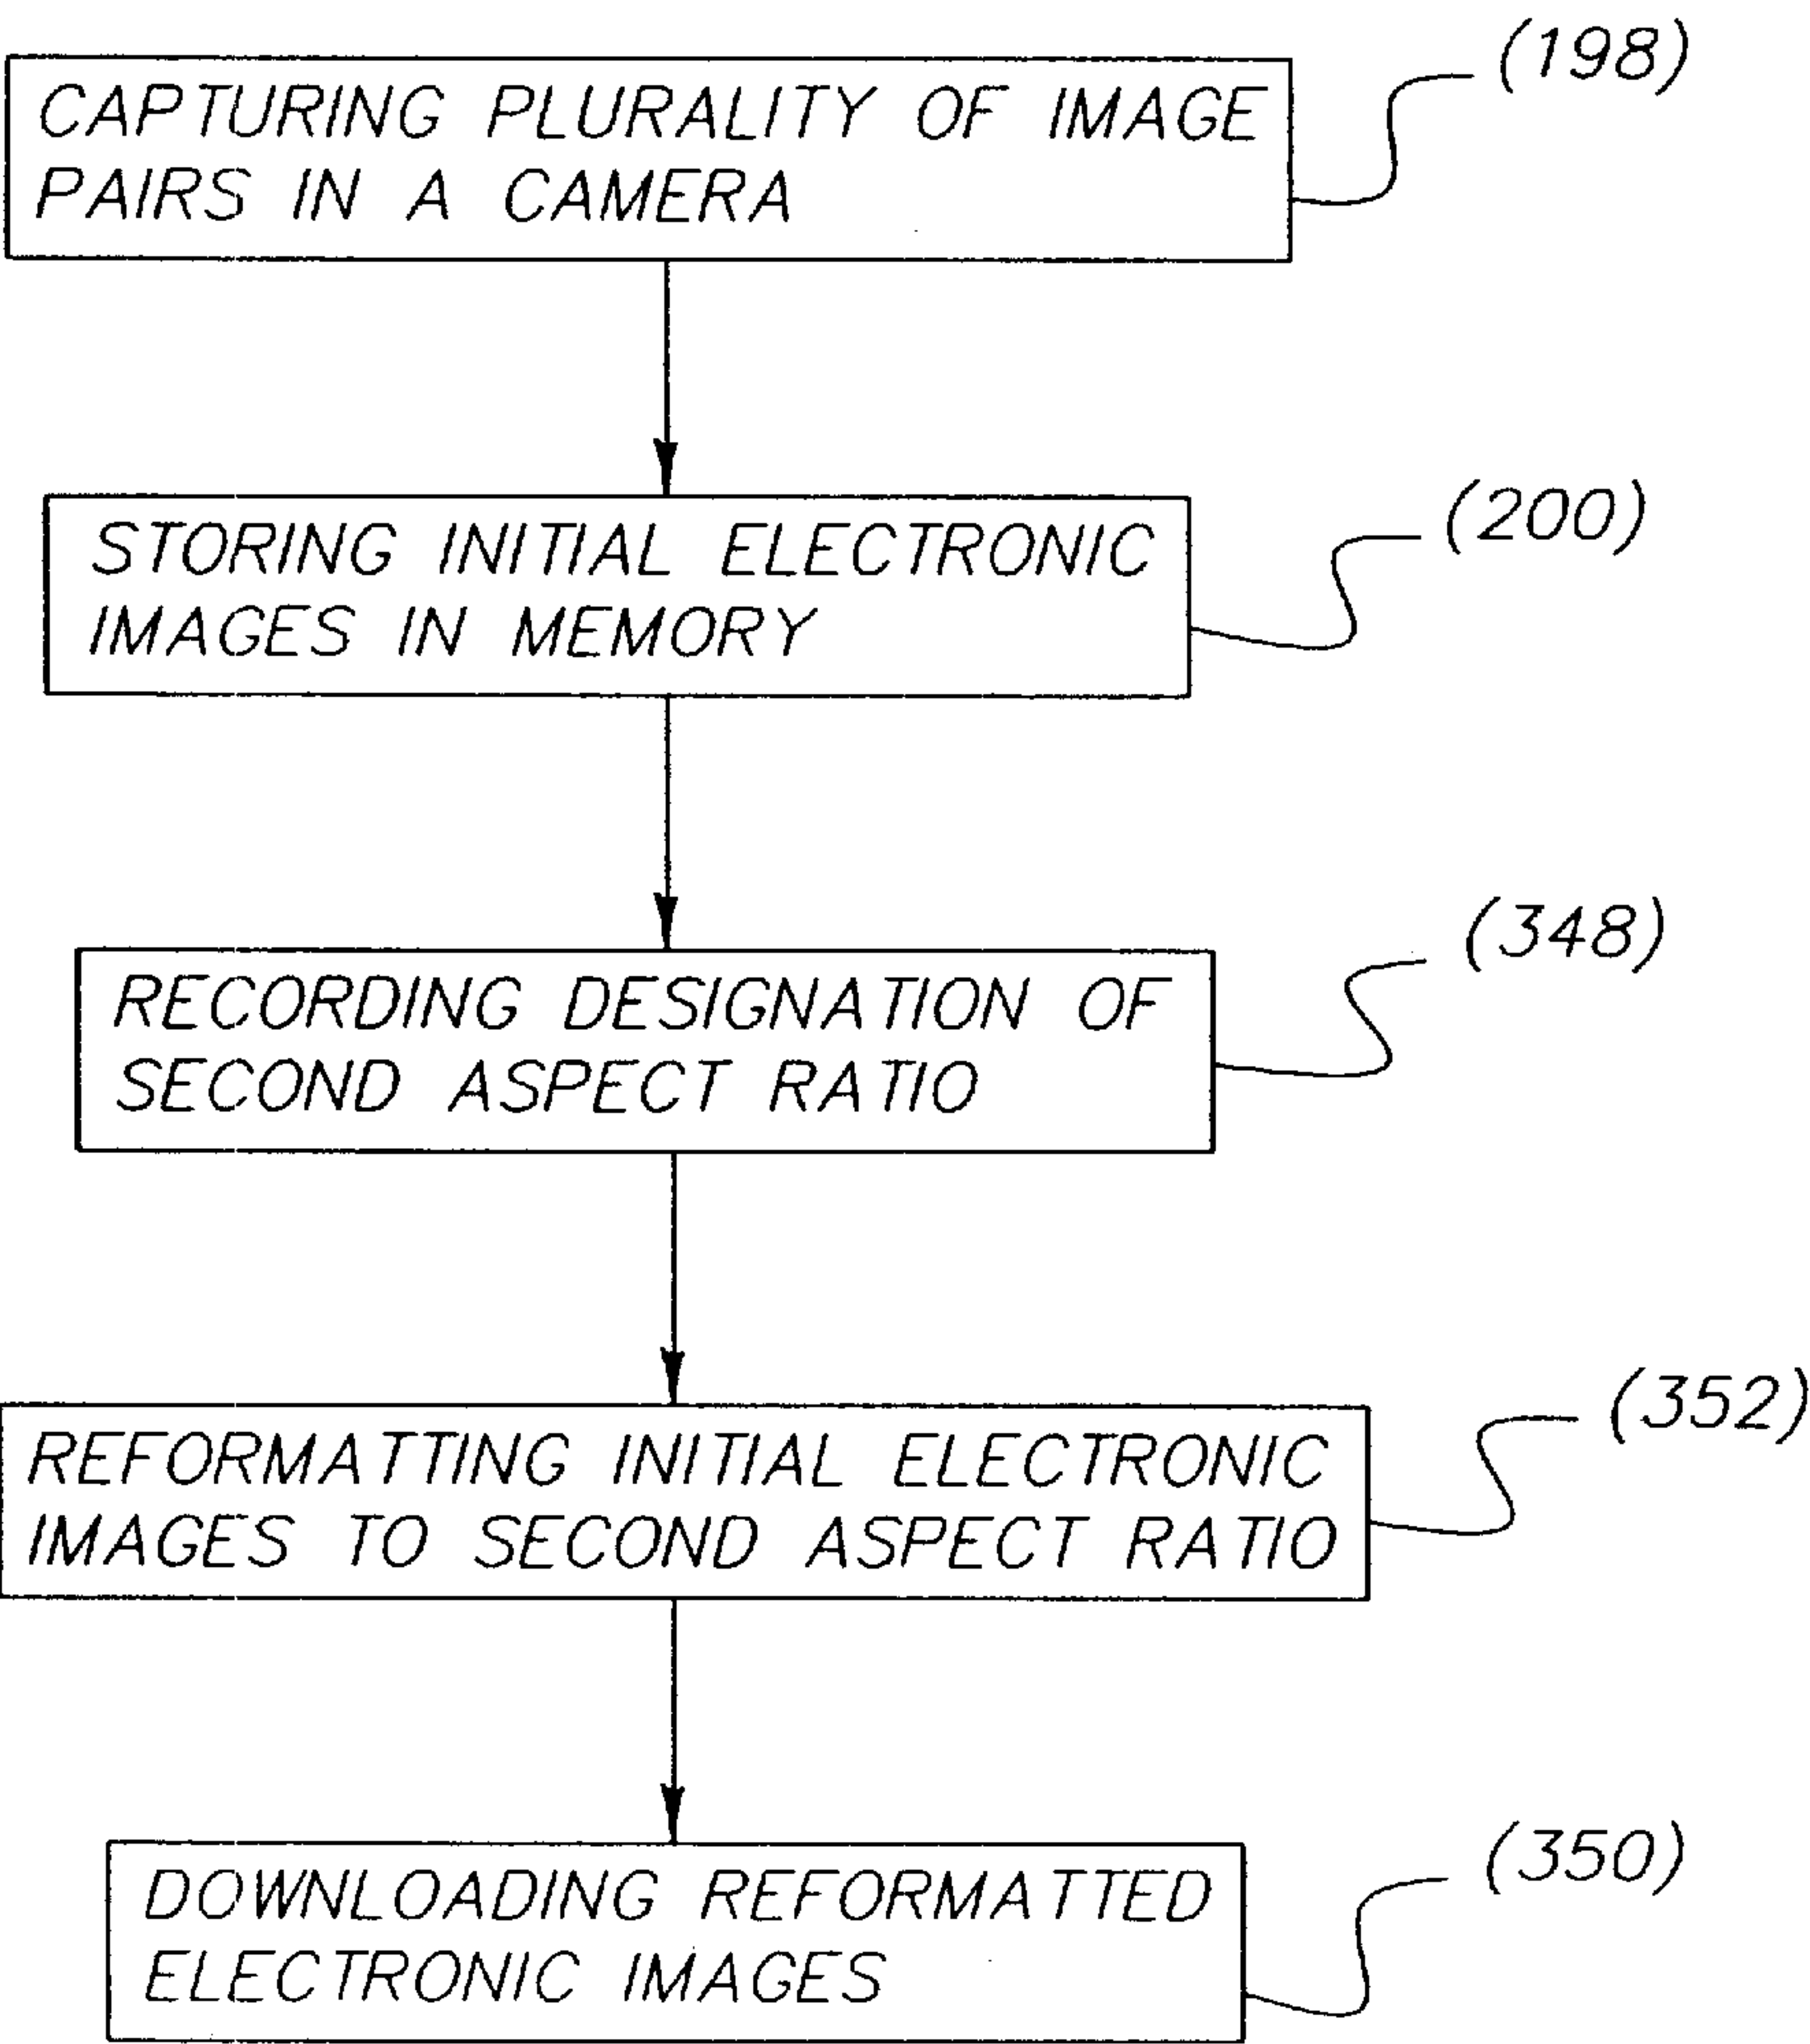 (198)
CAPTURING PLURALITY OF IMAGE
PAIRS IN A CAMERA
(200)
STORING INITIAL ELECTRONIC
IMAGES IN MEMORY
(348)
RECORDING DESIGNATION OF
SECOND ASPECT RATIO
(352)
REFORMATTING INITIAL ELECTRONIC
IMAGES TO SECOND ASPECT RATIO
(350)
DOWNLOADING REFORMATTED
ELECTRONIC IMAGES